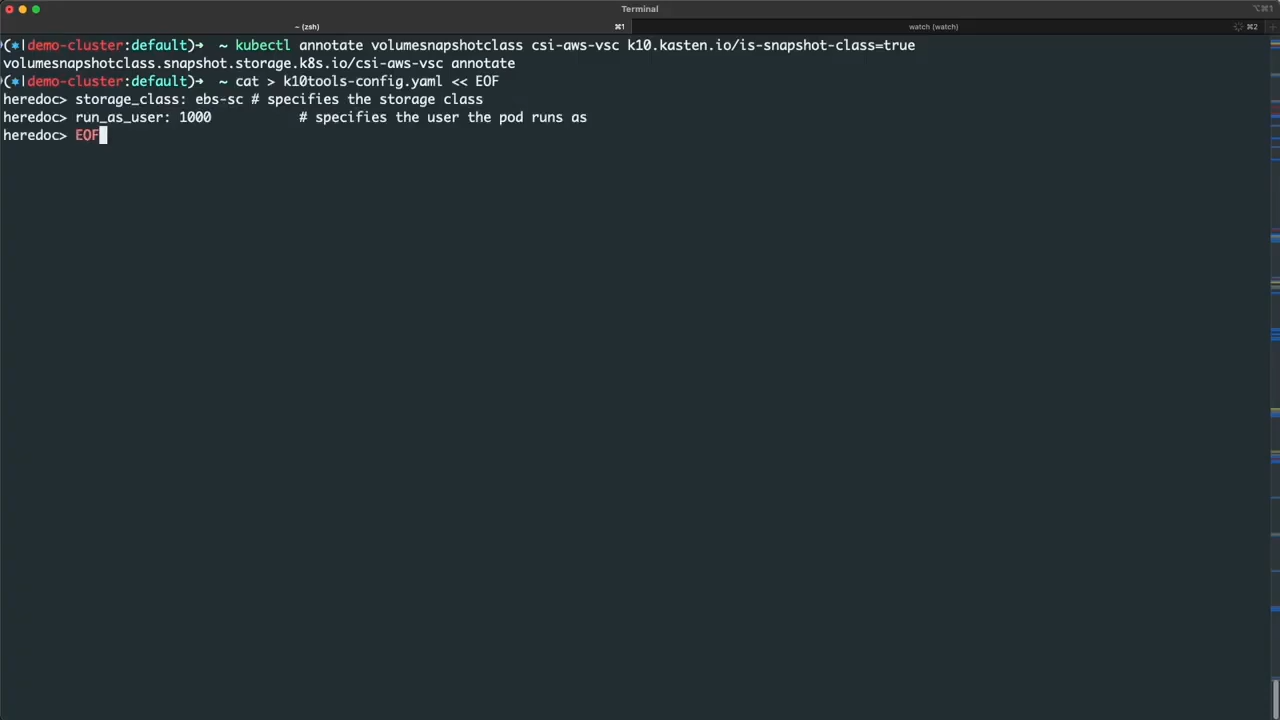 Terminal
⌥⌘1
~ (zsh)
⌘1
watch (watch)
⌘2
(*|demo-cluster:default)→ ~ kubectl annotate volumesnapshotclass csi-aws-vsc k10.kasten.io/is-snapshot-class=true
volumesnapshotclass.snapshot.storage.k8s.io/csi-aws-vsc annotate
(*|demo-cluster:default)→ ~ cat > k10tools-config.yaml << EOF
heredoc> storage_class: ebs-sc # specifies the storage class
heredoc> run_as_user: 1000 # specifies the user the pod runs as
heredoc> EOF